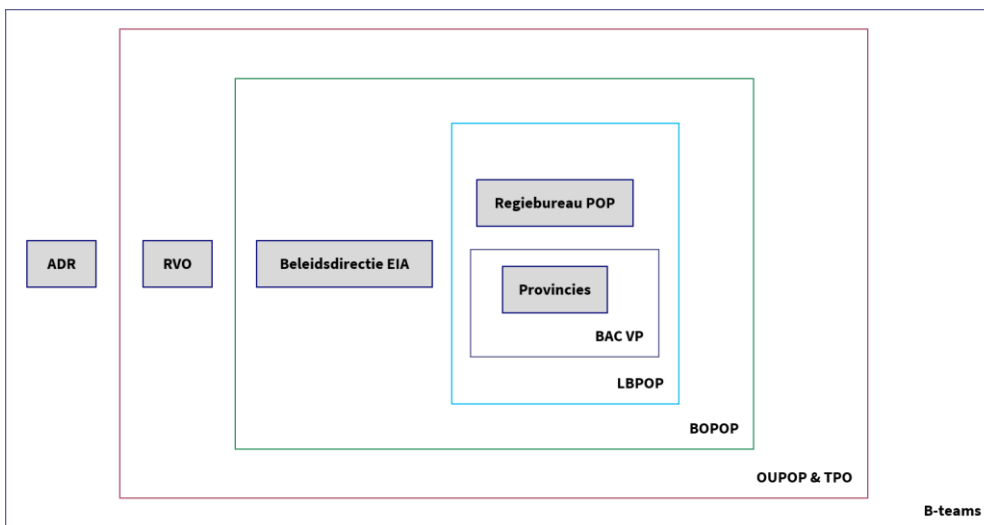 Regiebureau POP
ADR
RVO
Beleidsdirectie EIA
Provincies
BAC VP
LBPOP
BOPOP
OUPOP & TPO
B-teams